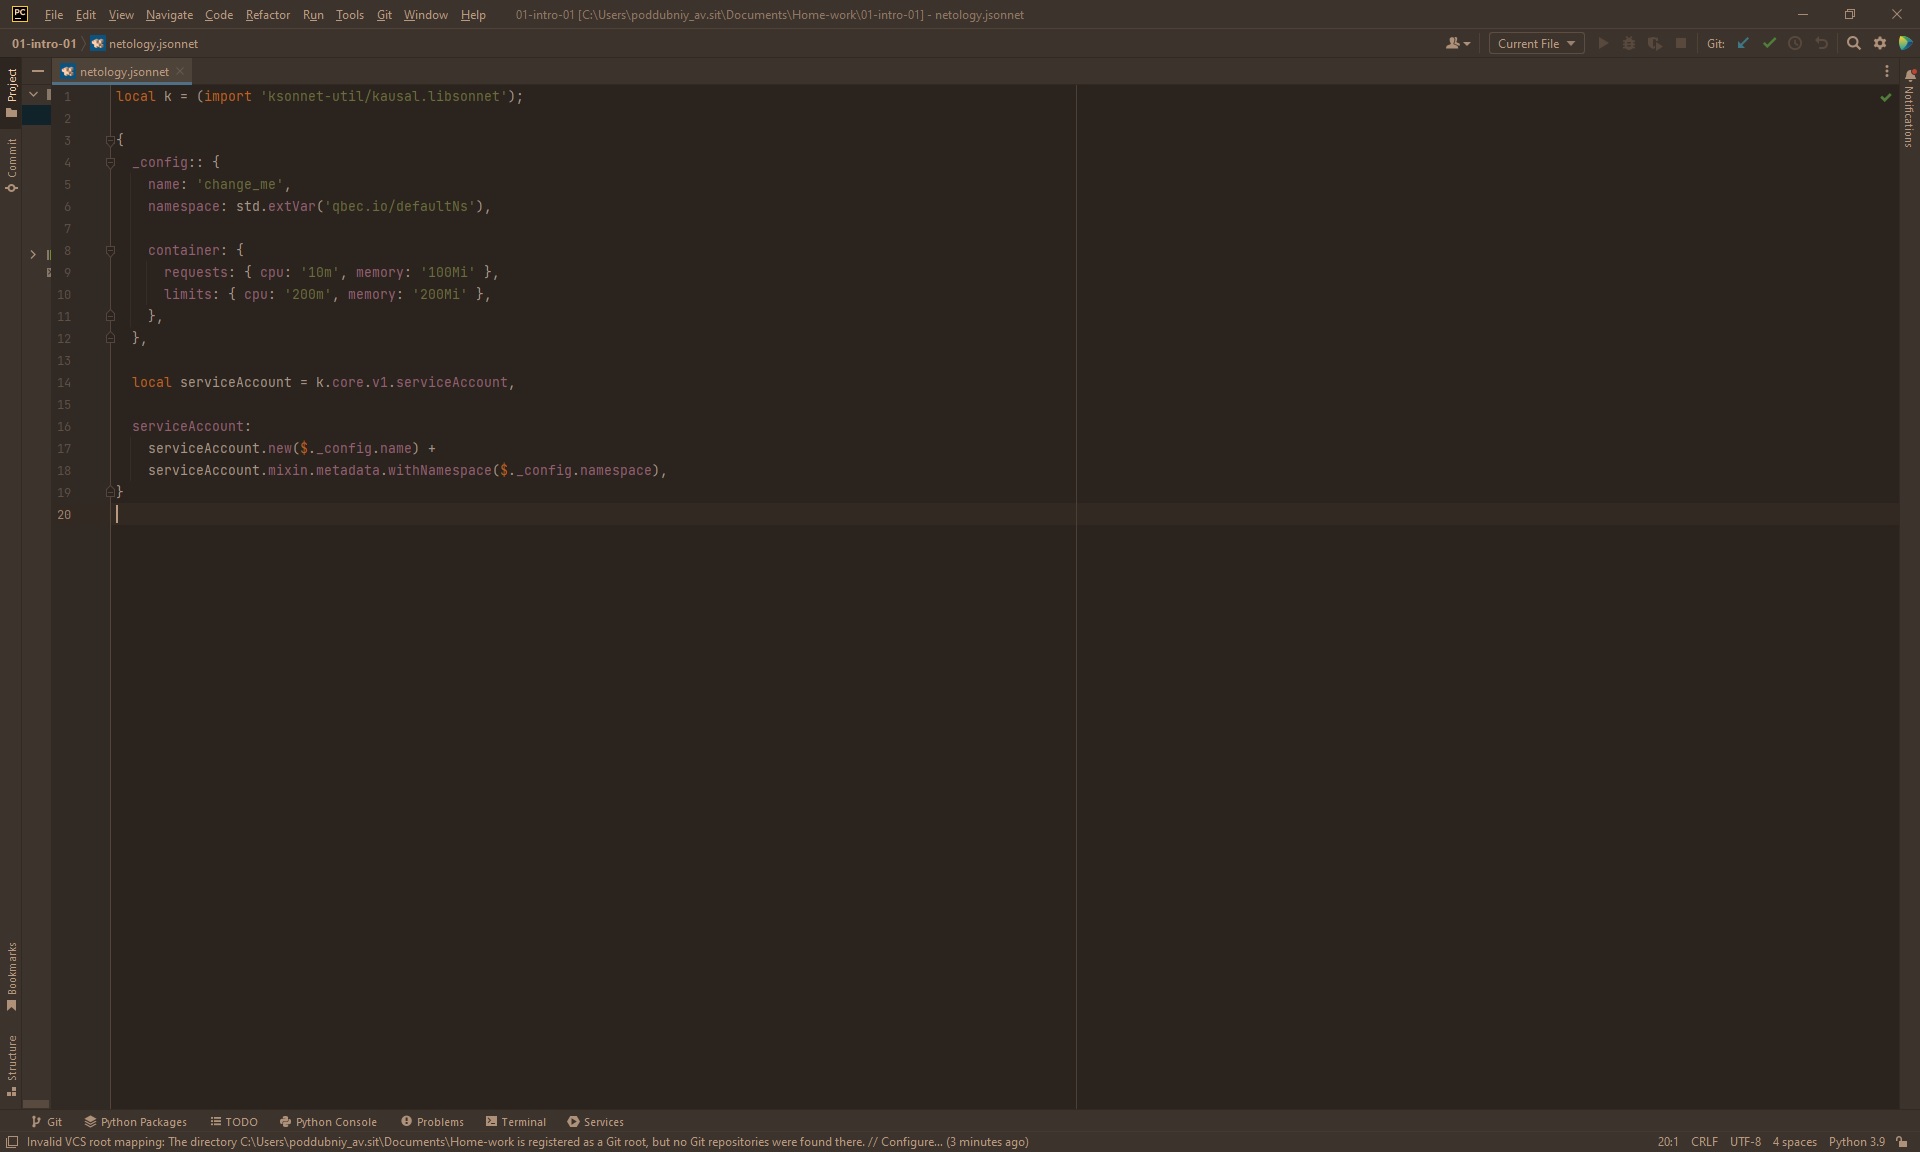 PC File Edit View Navigate Code Refactor Run Tools Git Window Help 01-intro-01 [C:\Users\poddubniy_av.sit\Documents\Home-work\01-intro-01] - netology.jsonnet
01-intro-01 netology.jsonnet Current File Git:
Project
Commit
Bookmarks
Structure
netology.jsonnet
Notifications
1 local k = (import 'ksonnet-util/kausal.libsonnet');
2
3 {
4   _config:: {
5     name: 'change_me',
6     namespace: std.extVar('qbec.io/defaultNs'),
7
8     container: {
9       requests: { cpu: '10m', memory: '100Mi' },
10       limits: { cpu: '200m', memory: '200Mi' },
11     },
12   },
13
14   local serviceAccount = k.core.v1.serviceAccount,
15
16   serviceAccount:
17     serviceAccount.new($._config.name) +
18     serviceAccount.mixin.metadata.withNamespace($._config.namespace),
19 }
20
Git Python Packages TODO Python Console Problems Terminal Services
Invalid VCS root mapping: The directory C:\Users\poddubniy_av.sit\Documents\Home-work is registered as a Git root, but no Git repositories were found there. // Configure... (3 minutes ago) 20:1 CRLF UTF-8 4 spaces Python 3.9